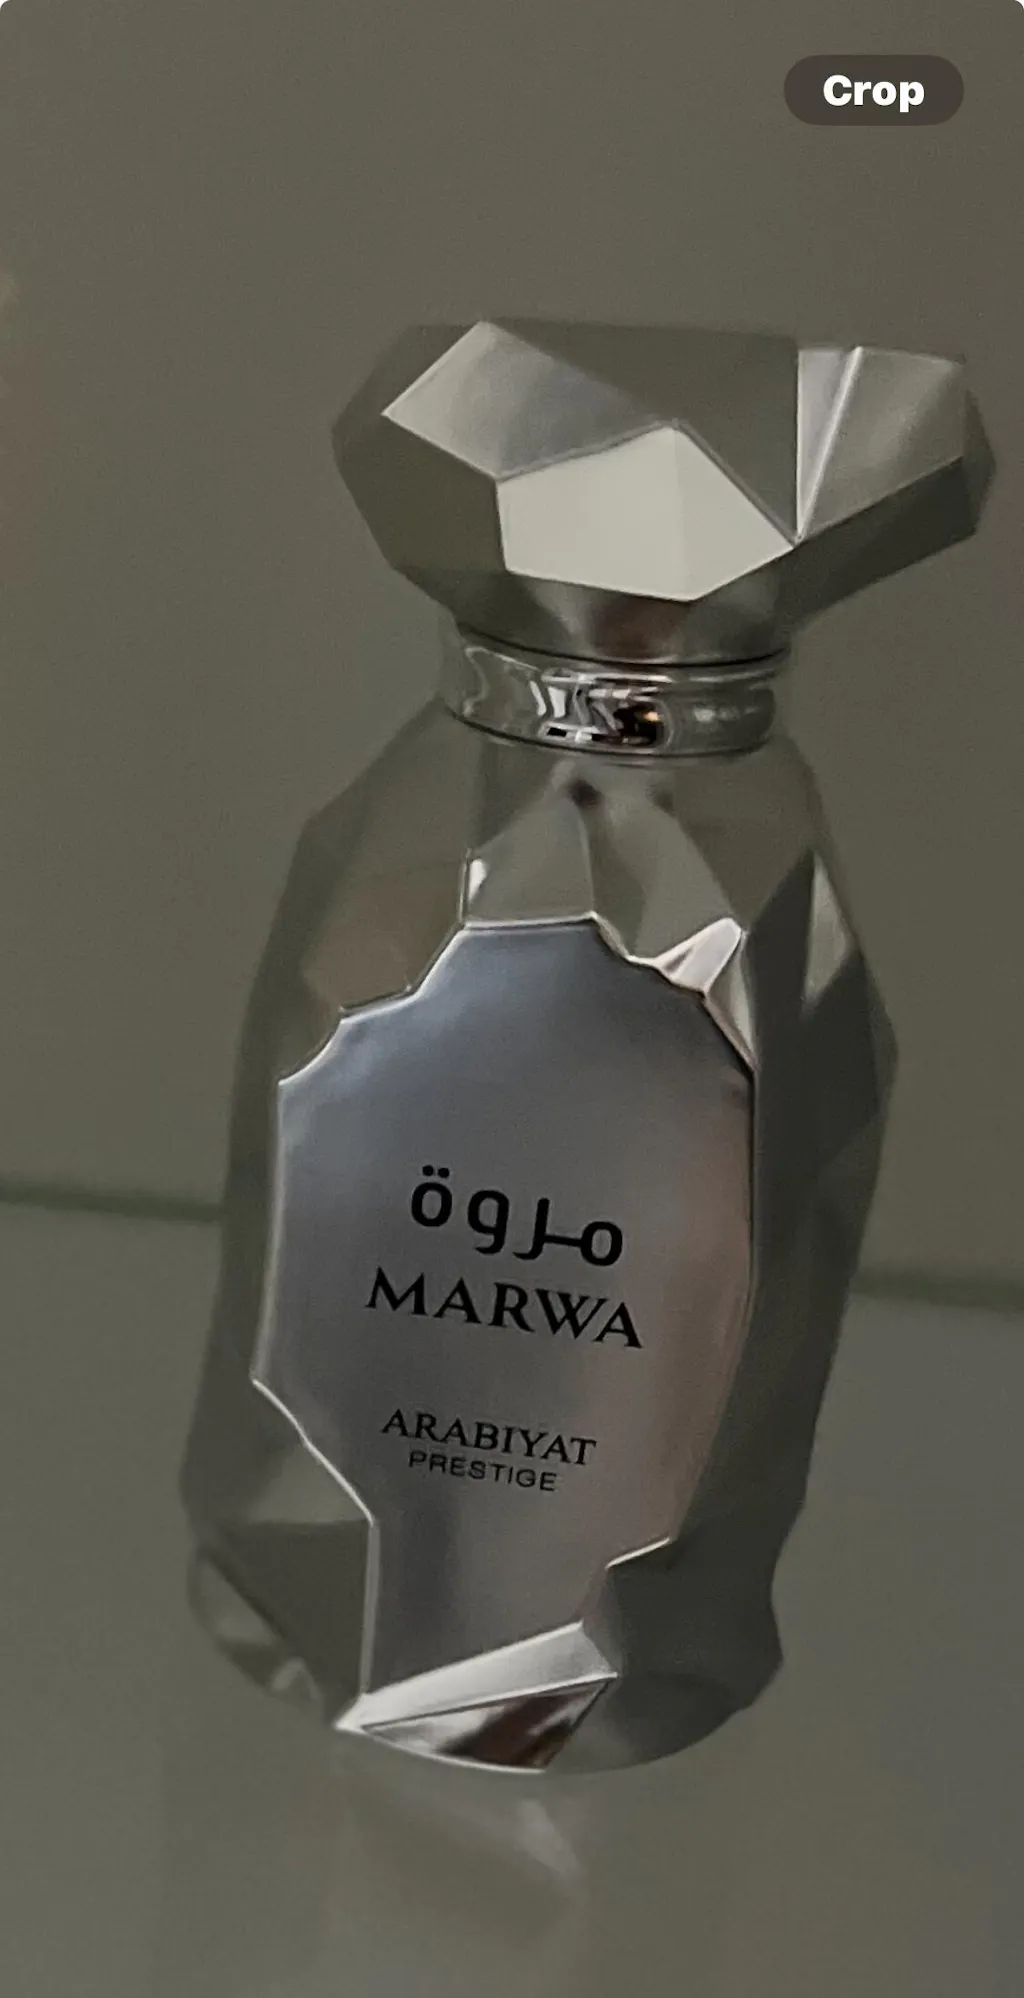 Crop
مروة
MARWA
ARABIYAT
PRESTIGE